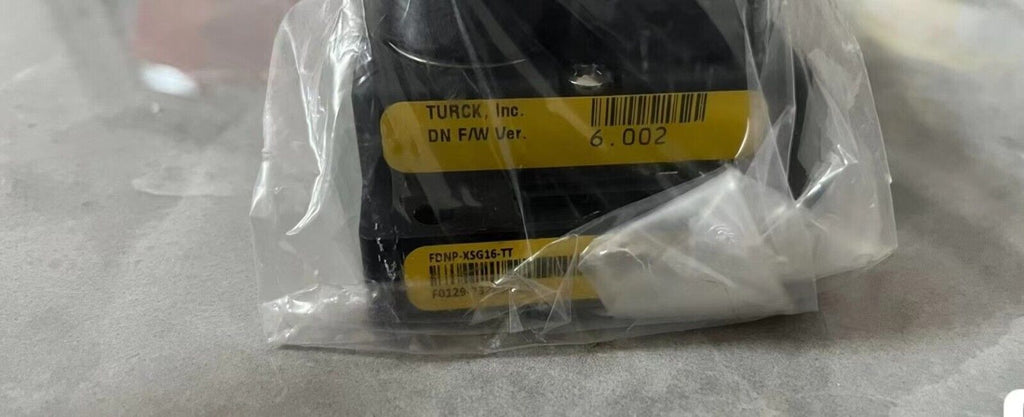 TURCK, Inc.
DN F/W Ver. 6.002
FDNP-XSG16-TT